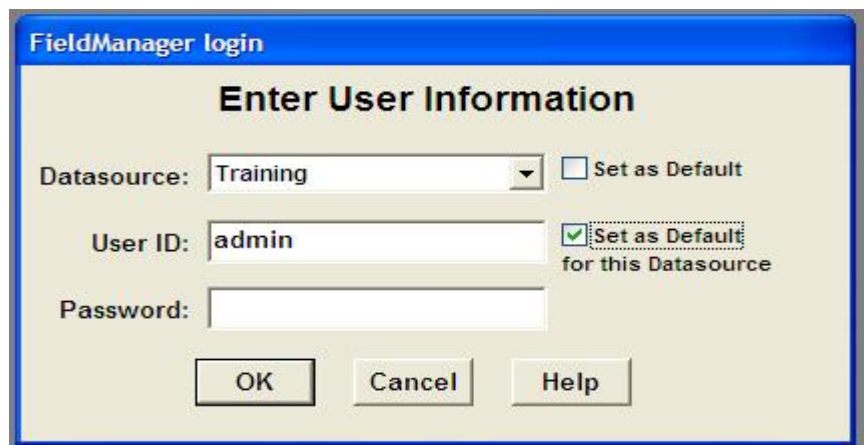 FieldManager login
Enter User Information
Datasource: Training Set as Default
User ID: admin Set as Default
for this Datasource
Password:
OK Cancel Help